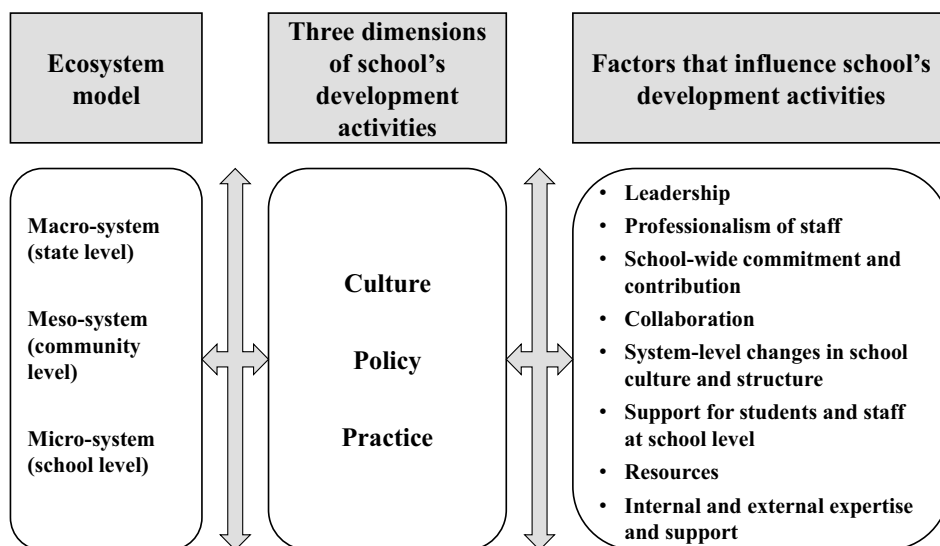 Ecosystem
model
Three dimensions
of school's
development
activities
Factors that influence school's
development activities
Macro-system
(state level)
Meso-system
(community
level)
Micro-system
(school level)
Culture
Policy
Practice
• Leadership
• Professionalism of staff
• School-wide commitment and
contribution
• Collaboration
• System-level changes in school
culture and structure
• Support for students and staff
at school level
• Resources
• Internal and external expertise
and support